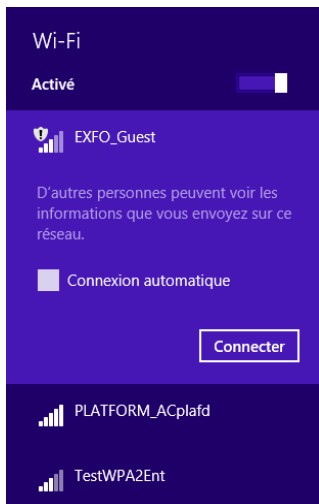 Wi-Fi
Activé
EXFO_Guest
D'autres personnes peuvent voir les
informations que vous envoyez sur ce
réseau.
Connexion automatique
Connecter
PLATFORM_ACplafd
TestWPA2Ent